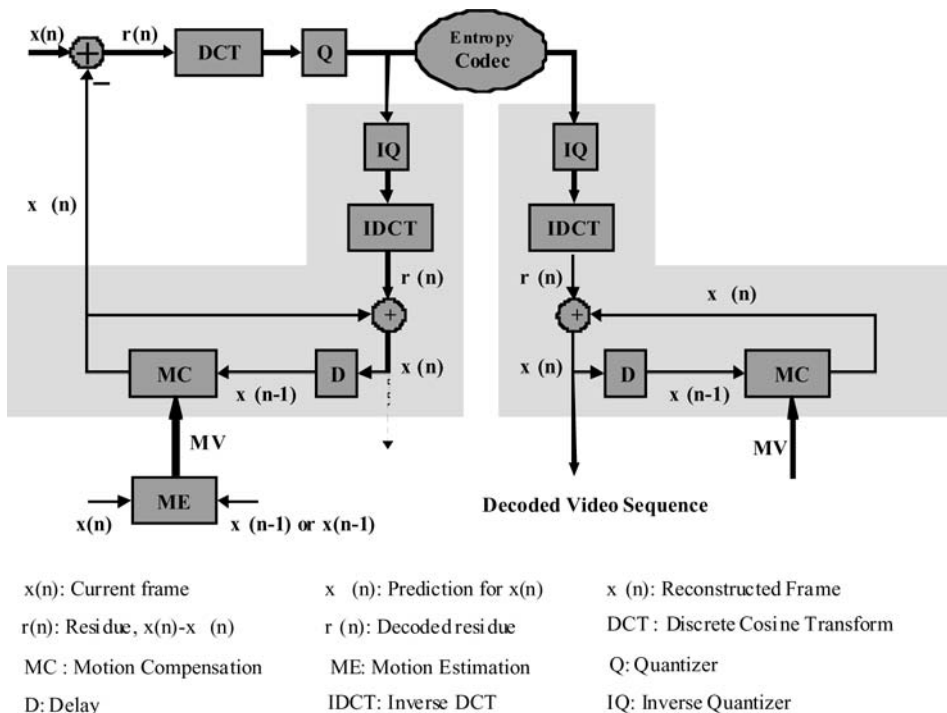 x(n)
r(n)
DCT
Q
Entropy
Codec
+
−
IQ
IQ
x (n)
IDCT
IDCT
r (n)
r (n)
x (n)
+
+
MC
D
x (n)
x (n)
D
MC
x (n-1)
x (n-1)
MV
MV
ME
x(n)
x (n-1) or x(n-1)
Decoded Video Sequence
x(n): Current frame
x (n): Prediction for x(n)
x (n): Reconstructed Frame
r(n): Residue, x(n)-x (n)
r (n): Decoded residue
DCT : Discrete Cosine Transform
MC : Motion Compensation
ME: Motion Estimation
Q: Quantizer
D: Delay
IDCT: Inverse DCT
IQ: Inverse Quantizer